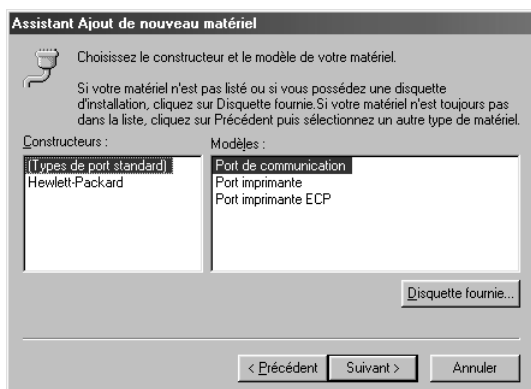 Assistant Ajout de nouveau matériel
Choisissez le constructeur et le modèle de votre matériel.
Si votre matériel n'est pas listé ou si vous possédez une disquette
d'installation, cliquez sur Disquette fournie.Si votre matériel n'est toujours pas
dans la liste, cliquez sur Précédent puis sélectionnez un autre type de matériel.
Constructeurs :
(Types de port standard)
Hewlett-Packard
Modèles :
Port de communication
Port imprimante
Port imprimante ECP
Disquette fournie...
< Précédent
Suivant >
Annuler